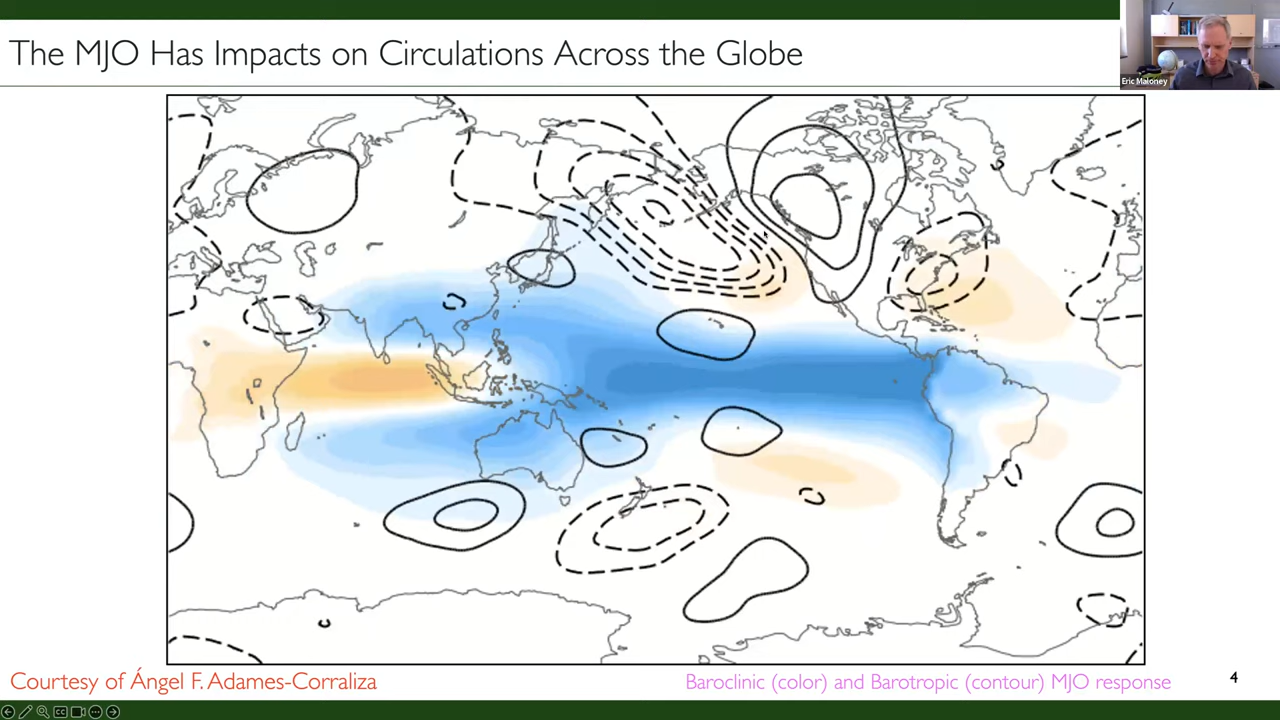 The MJO Has Impacts on Circulations Across the Globe
Eric Maloney
Courtesy of Ángel F. Adames-Corraliza
Baroclinic (color) and Barotropic (contour) MJO response
4